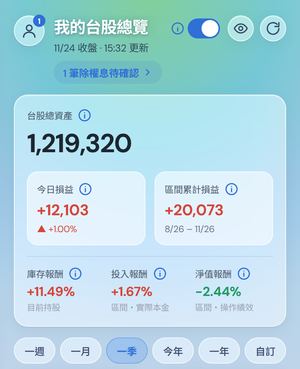 1
我的台股總覽
11/24 收盤 · 15:32 更新
1 筆除權息待確認 >
台股總資產
1,219,320
今日損益
+12,103
▲ +1.00%
區間累計損益
+20,073
8/26 – 11/26
庫存報酬
+11.49%
目前持股
投入報酬
+1.67%
區間・實際本金
淨值報酬
-2.44%
區間・操作績效
一週 一月 一季 今年 一年 自訂